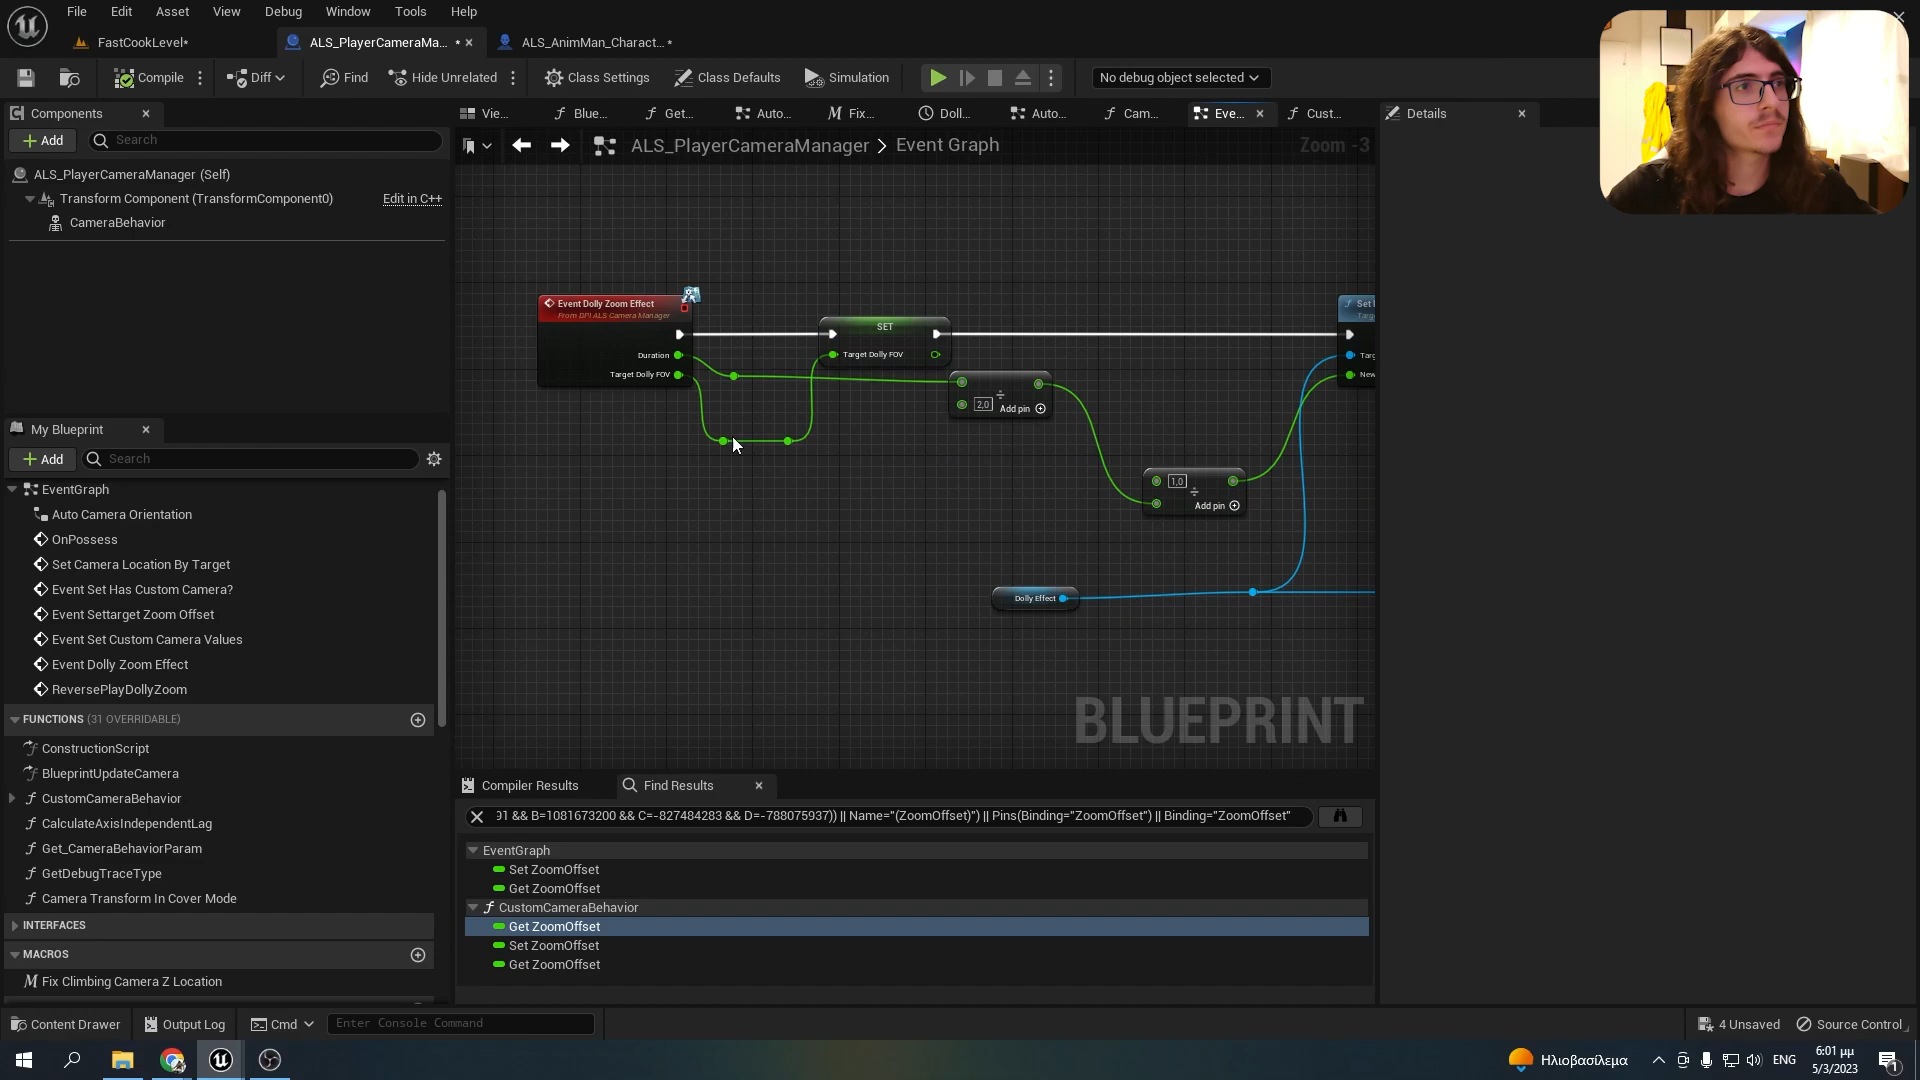 File Edit Asset View Debug Window Tools Help
FastCookLevel* ALS_PlayerCameraMa... * ALS_AnimMan_Charact... *
Compile Diff Find Hide Unrelated Class Settings Class Defaults Simulation No debug object selected
Components Vie... Blue... Get... Auto... Fix... Doll... Auto... Cam... Eve... Cust... Details
Add Search
ALS_PlayerCameraManager > Event Graph Zoom -3
ALS_PlayerCameraManager (Self)
Transform Component (TransformComponent0) Edit in C++
CameraBehavior
Event Dolly Zoom Effect
From DPI ALS Camera Manager
Duration
Target Dolly FOV
SET
Target Dolly FOV
2,0 ÷
Add pin
1,0 ÷
Add pin
Dolly Effect
Targ
New
BLUEPRINT
My Blueprint
Add Search
EventGraph
Auto Camera Orientation
OnPossess
Set Camera Location By Target
Event Set Has Custom Camera?
Event Settarget Zoom Offset
Event Set Custom Camera Values
Event Dolly Zoom Effect
ReversePlayDollyZoom
FUNCTIONS (31 OVERRIDABLE)
ConstructionScript
BlueprintUpdateCamera
CustomCameraBehavior
CalculateAxisIndependentLag
Get_CameraBehaviorParam
GetDebugTraceType
Camera Transform In Cover Mode
INTERFACES
MACROS
Fix Climbing Camera Z Location
Compiler Results Find Results
91 && B=1081673200 && C=-827484283 && D=-788075937)) || Name="(ZoomOffset)") || Pins(Binding="ZoomOffset") || Binding="ZoomOffset"
EventGraph
Set ZoomOffset
Get ZoomOffset
CustomCameraBehavior
Get ZoomOffset
Set ZoomOffset
Get ZoomOffset
Content Drawer Output Log Cmd Enter Console Command 4 Unsaved Source Control
Ηλιοβασίλεμα ENG 6:01 μμ
5/3/2023
1